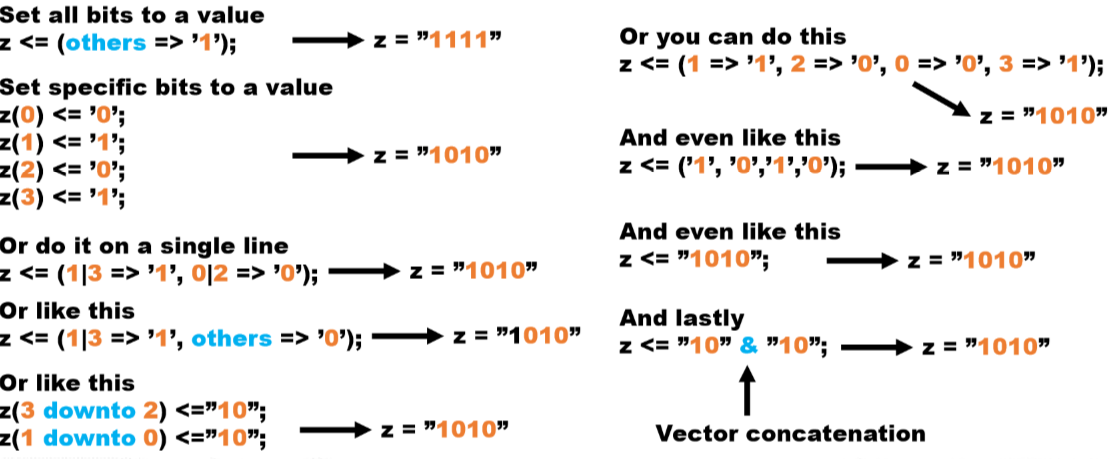 Set all bits to a value
z <= (others => ’1’); z = ”1111”
Set specific bits to a value
z(0) <= ’0’;
z(1) <= ’1’;
z(2) <= ’0’;
z(3) <= ’1’;
z = ”1010”
Or do it on a single line
z <= (1|3 => ’1’, 0|2 => ’0’); z = ”1010”
Or like this
z <= (1|3 => ’1’, others => ’0’); z = ”1010”
Or like this
z(3 downto 2) <=”10”;
z(1 downto 0) <=”10”;
z = ”1010”
Or you can do this
z <= (1 => ’1’, 2 => ’0’, 0 => ’0’, 3 => ’1’);
z = ”1010”
And even like this
z <= (’1’, ’0’,’1’,’0’); z = ”1010”
And even like this
z <= ”1010”; z = ”1010”
And lastly
z <= ”10” & ”10”; z = ”1010”
Vector concatenation